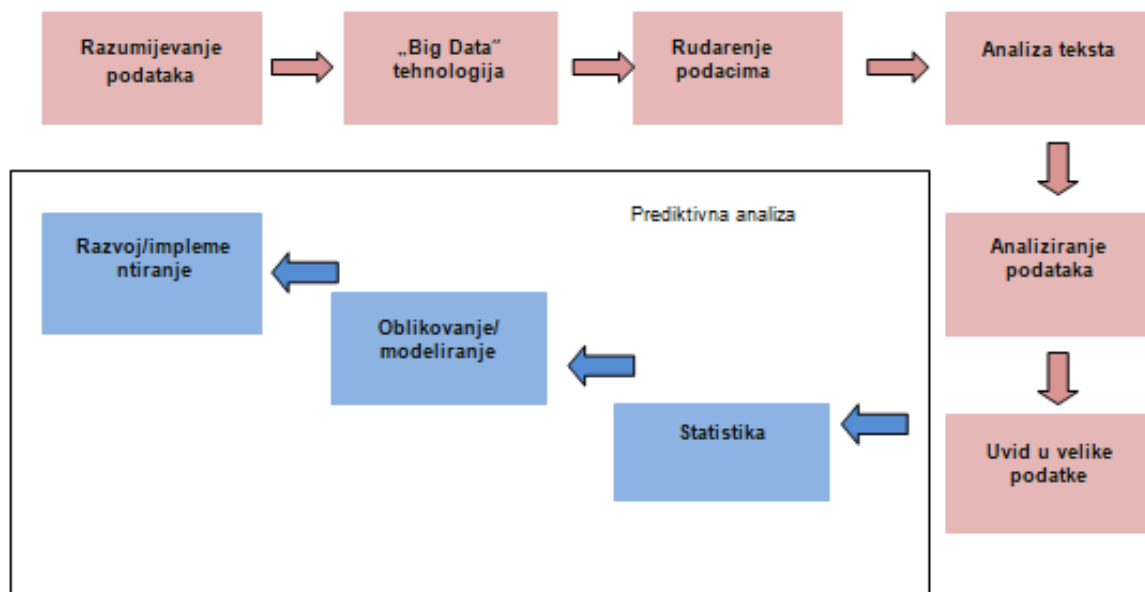 Razumijevanje
podataka
„Big Data“
tehnologija
Rudarenje
podacima
Analiza teksta
Analiziranje
podataka
Uvid u velike
podatke
Prediktivna analiza
Statistika
Oblikovanje/
modeliranje
Razvoj/impleme
ntiranje